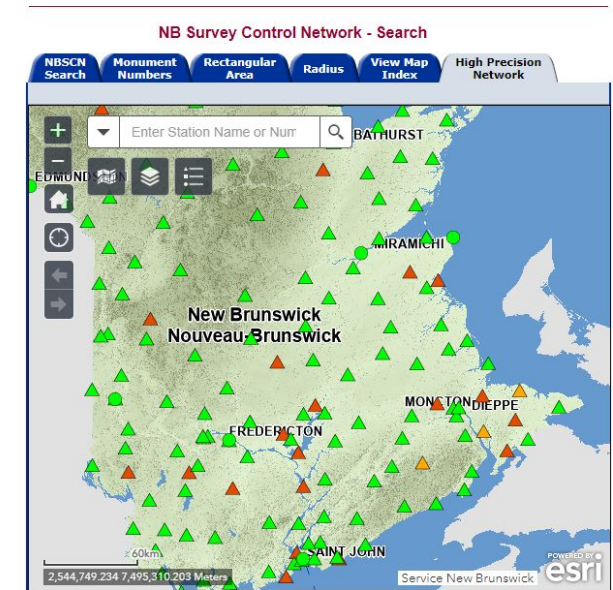 NB Survey Control Network - Search
NBSCN Search
Monument Numbers
Rectangular Area
Radius
View Map Index
High Precision Network
+
Enter Station Name or Num
BATHURST
−
EDMUNDSTON
MIRAMICHI
New Brunswick
Nouveau-Brunswick
MONCTON
DIEPPE
FREDERICTON
SAINT JOHN
60km
POWERED BY
esri
2,544,749.234 7,495,310.203 Meters
Service New Brunswick